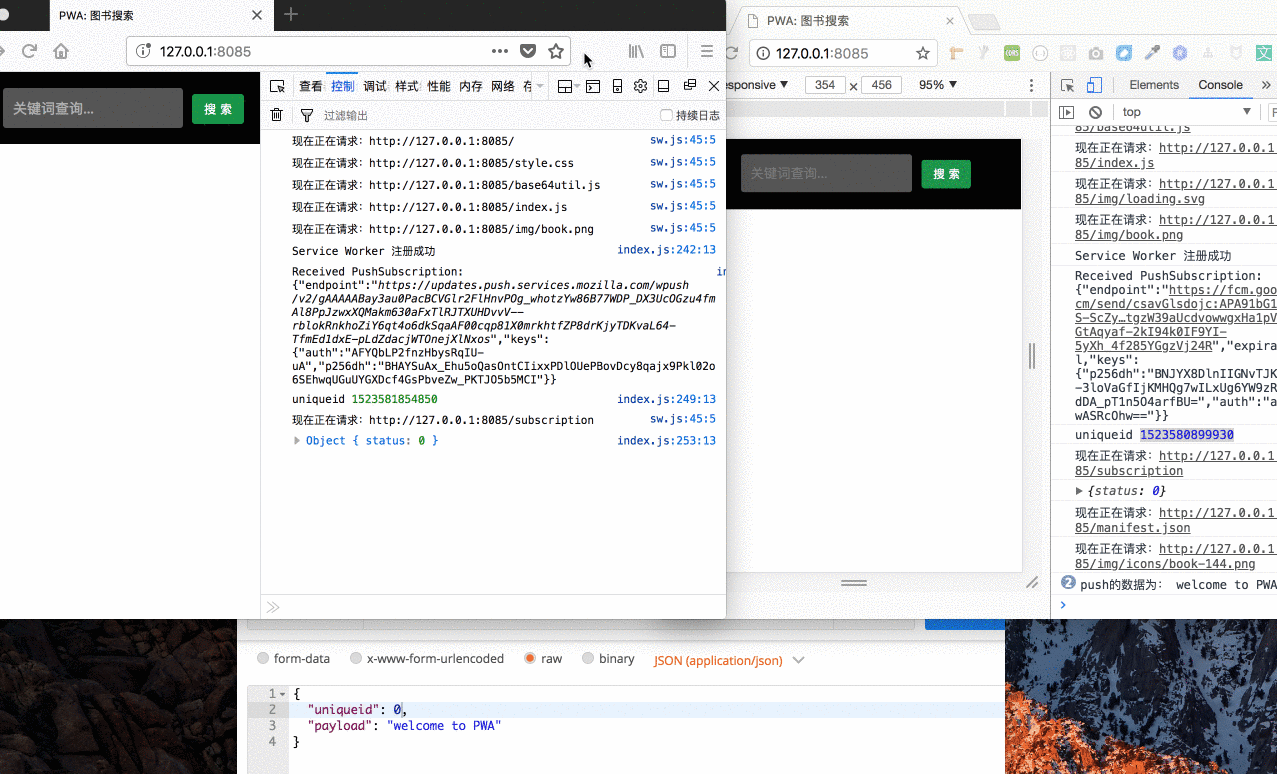 PWA: 图书搜索
127.0.0.1:8085
关键词查询...
搜 索
查看 控制 调试 样式 性能 内存 网络 存
过滤输出
持续日志
现在正在请求: http://127.0.0.1:8085/ sw.js:45:5
现在正在请求: http://127.0.0.1:8085/style.css sw.js:45:5
现在正在请求: http://127.0.0.1:8085/base64util.js sw.js:45:5
现在正在请求: http://127.0.0.1:8085/index.js sw.js:45:5
现在正在请求: http://127.0.0.1:8085/img/book.png sw.js:45:5
Service Worker 注册成功 index.js:242:13
Received PushSubscription: in
{"endpoint":"https://updates.push.services.mozilla.com/wpush
/v2/gAAAAABay3au0PacBCVGlr2FlHnvPOg_whotzYw86B77WDP_DX3UcOGzu4fm
Al8PpJzwxXQMakm630aFxTlRJTXUHDvvV--
rblokRnkhoZiY6qt4o6dkSqaAF00cqp81X0mrkhtfZP8drKjyTDKvaL64-
TfmEd1dxE-pLdZdacjWTOnejXlNxos","keys":
{"auth":"AFYQbLP2fnzHbysRqIU-
uA","p256dh":"BHAYSuAx_Ehu5oQasOntCIixxPDlOUePBovDcy8qajx9Pkl02o
6SEhwqUGuUYGXDcf4GsPbveZw_PKTJO5b5MCI"}}
uniqueid 1523581854850 index.js:249:13
现在正在请求: http://127.0.0.1:8085/subscription sw.js:45:5
Object { status: 0 } index.js:253:13
PWA: 图书搜索
127.0.0.1:8085
esponsive 354 x 456 95%
关键词查询...
搜 索
Elements Console
top
85/base64util.js
现在正在请求: http://127.0.0.1
85/index.js
现在正在请求: http://127.0.0.1
85/img/loading.svg
现在正在请求: http://127.0.0.1
85/img/book.png
Service Worker 注册成功
Received PushSubscription:
{"endpoint":"https://fcm.goo
cm/send/csavGlsdojc:APA91bG1
S-ScZy…tgzW39aUcdvowwgxHa1pV
GtAqyaf-2kI94k0IF9YI-
5yXh_4f285YGgzVj24R","expira
l,"keys":
{"p256dh":"BNJYX8DlnIIGNvTJK
-3loVaGfIjKMHQg7wILxUg6YW9zR
dDA_pT1n5O4arfBU=","auth":"a
wASRcOhw=="}}
uniqueid 1523580899930
现在正在请求: http://127.0.0.1
85/subscription
{status: 0}
现在正在请求: http://127.0.0.1
85/manifest.json
现在正在请求: http://127.0.0.1
85/img/icons/book-144.png
2 push的数据为: welcome to PWA
form-data x-www-form-urlencoded raw binary JSON (application/json)
1 {
2 "uniqueid": 0,
3 "payload": "welcome to PWA"
4 }